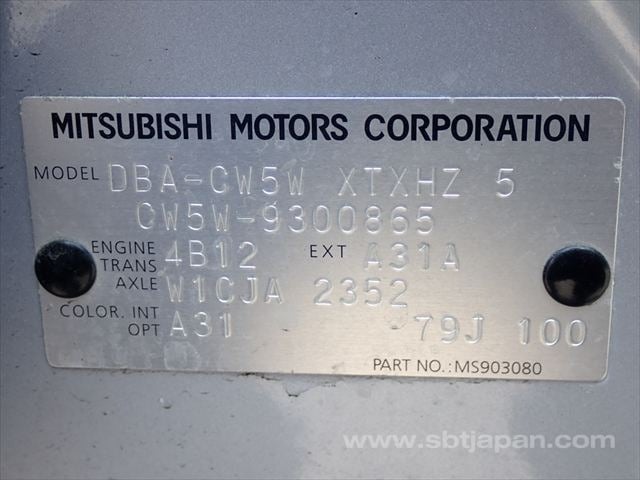 MITSUBISHI MOTORS CORPORATION
MODEL DBA-CW5W XTXHZ 5
CW5W-9300865
ENGINE 4B12 EXT A31A
TRANS AXLE W1CJA 2352
COLOR. INT OPT A31 79J 100
PART NO.:MS903080
www.sbtjapan.com